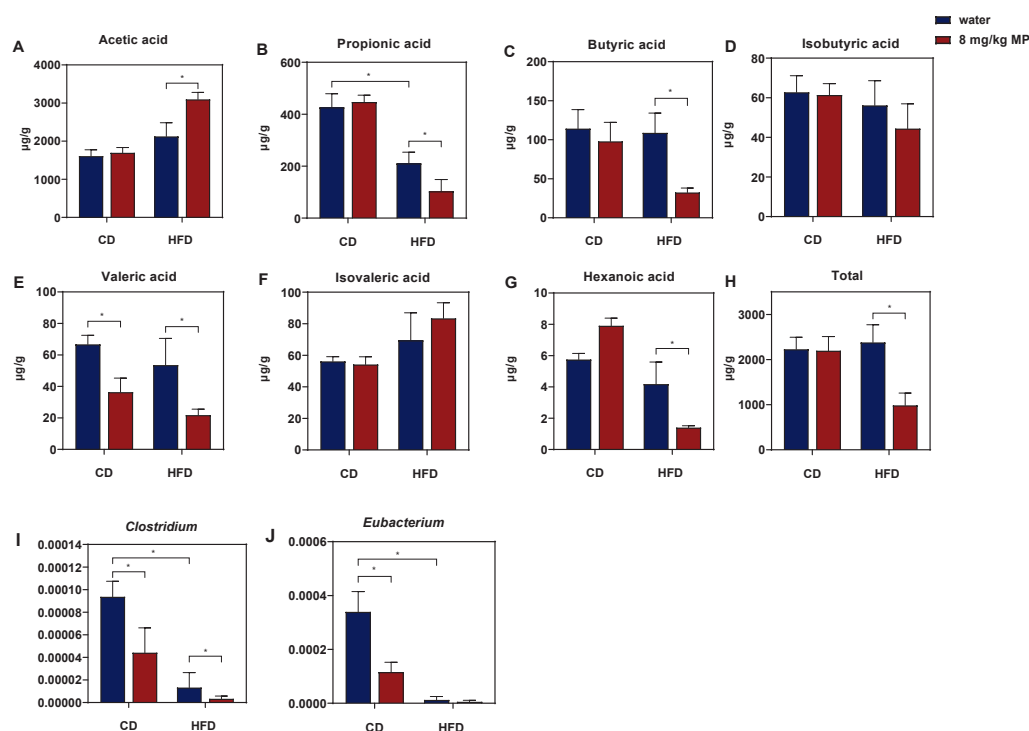 water
8 mg/kg MP
A
Acetic acid
µg/g
4000
3000
2000
1000
0
*
CD
HFD
B
Propionic acid
µg/g
600
400
200
0
*
*
CD
HFD
C
Butyric acid
µg/g
200
150
100
50
0
*
CD
HFD
D
Isobutyric acid
µg/g
80
60
40
20
0
CD
HFD
E
Valeric acid
µg/g
100
80
60
40
20
0
*
*
CD
HFD
F
Isovaleric acid
µg/g
100
80
60
40
20
0
CD
HFD
G
Hexanoic acid
µg/g
8
6
4
2
0
*
CD
HFD
H
Total
µg/g
3000
2000
1000
0
*
CD
HFD
I
Clostridium
0.00014
0.00012
0.00010
0.00008
0.00006
0.00004
0.00002
0.00000
*
*
*
CD
HFD
J
Eubacterium
0.0006
0.0004
0.0002
0.0000
*
*
CD
HFD